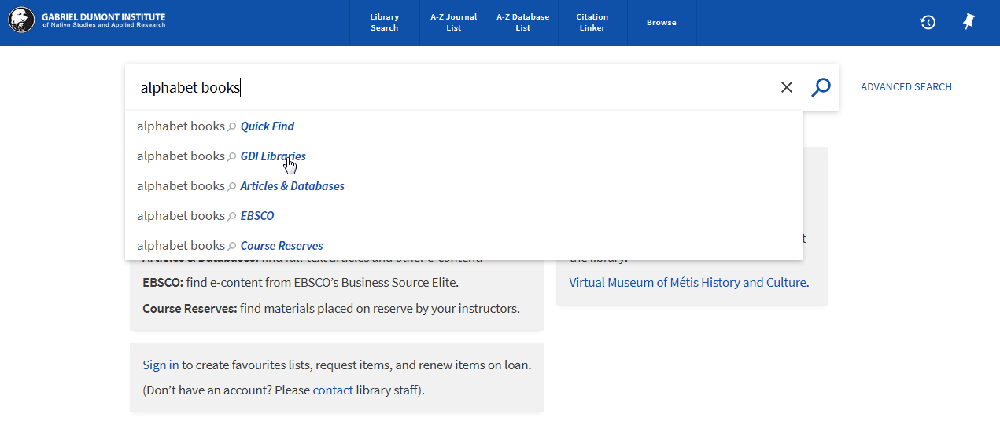 GABRIEL DUMONT INSTITUTE
of Native Studies and Applied Research
Library Search
A-Z Journal List
A-Z Database List
Citation Linker
Browse
alphabet books
ADVANCED SEARCH
alphabet books Quick Find
alphabet books GDI Libraries
alphabet books Articles & Databases
alphabet books EBSCO
alphabet books Course Reserves
Articles & Databases: find full-text articles and other e-content.
EBSCO: find e-content from EBSCO’s Business Source Elite.
Course Reserves: find materials placed on reserve by your instructors.
the library.
Virtual Museum of Métis History and Culture.
Sign in to create favourites lists, request items, and renew items on loan.
(Don’t have an account? Please contact library staff).